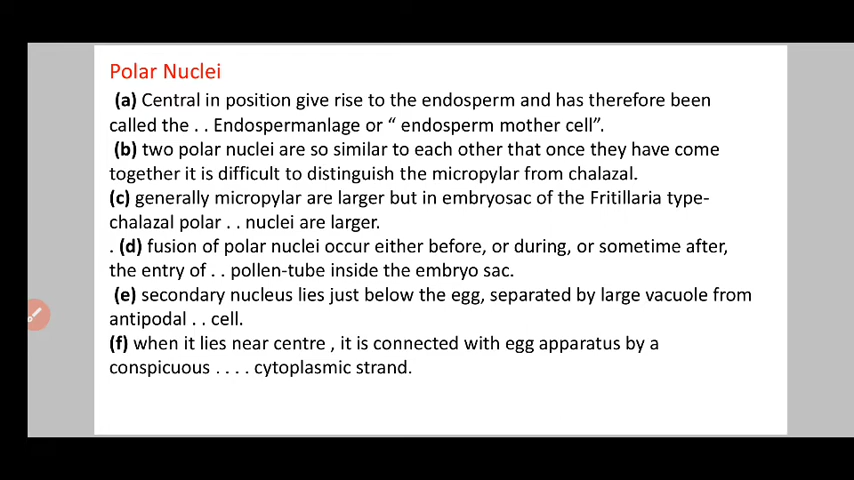 Polar Nuclei
(a) Central in position give rise to the endosperm and has therefore been
called the . . Endospermanlage or “ endosperm mother cell”.
(b) two polar nuclei are so similar to each other that once they have come
together it is difficult to distinguish the micropylar from chalazal.
(c) generally micropylar are larger but in embryosac of the Fritillaria type-
chalazal polar . . nuclei are larger.
. (d) fusion of polar nuclei occur either before, or during, or sometime after,
the entry of . . pollen-tube inside the embryo sac.
(e) secondary nucleus lies just below the egg, separated by large vacuole from
antipodal . . cell.
(f) when it lies near centre , it is connected with egg apparatus by a
conspicuous . . . . cytoplasmic strand.